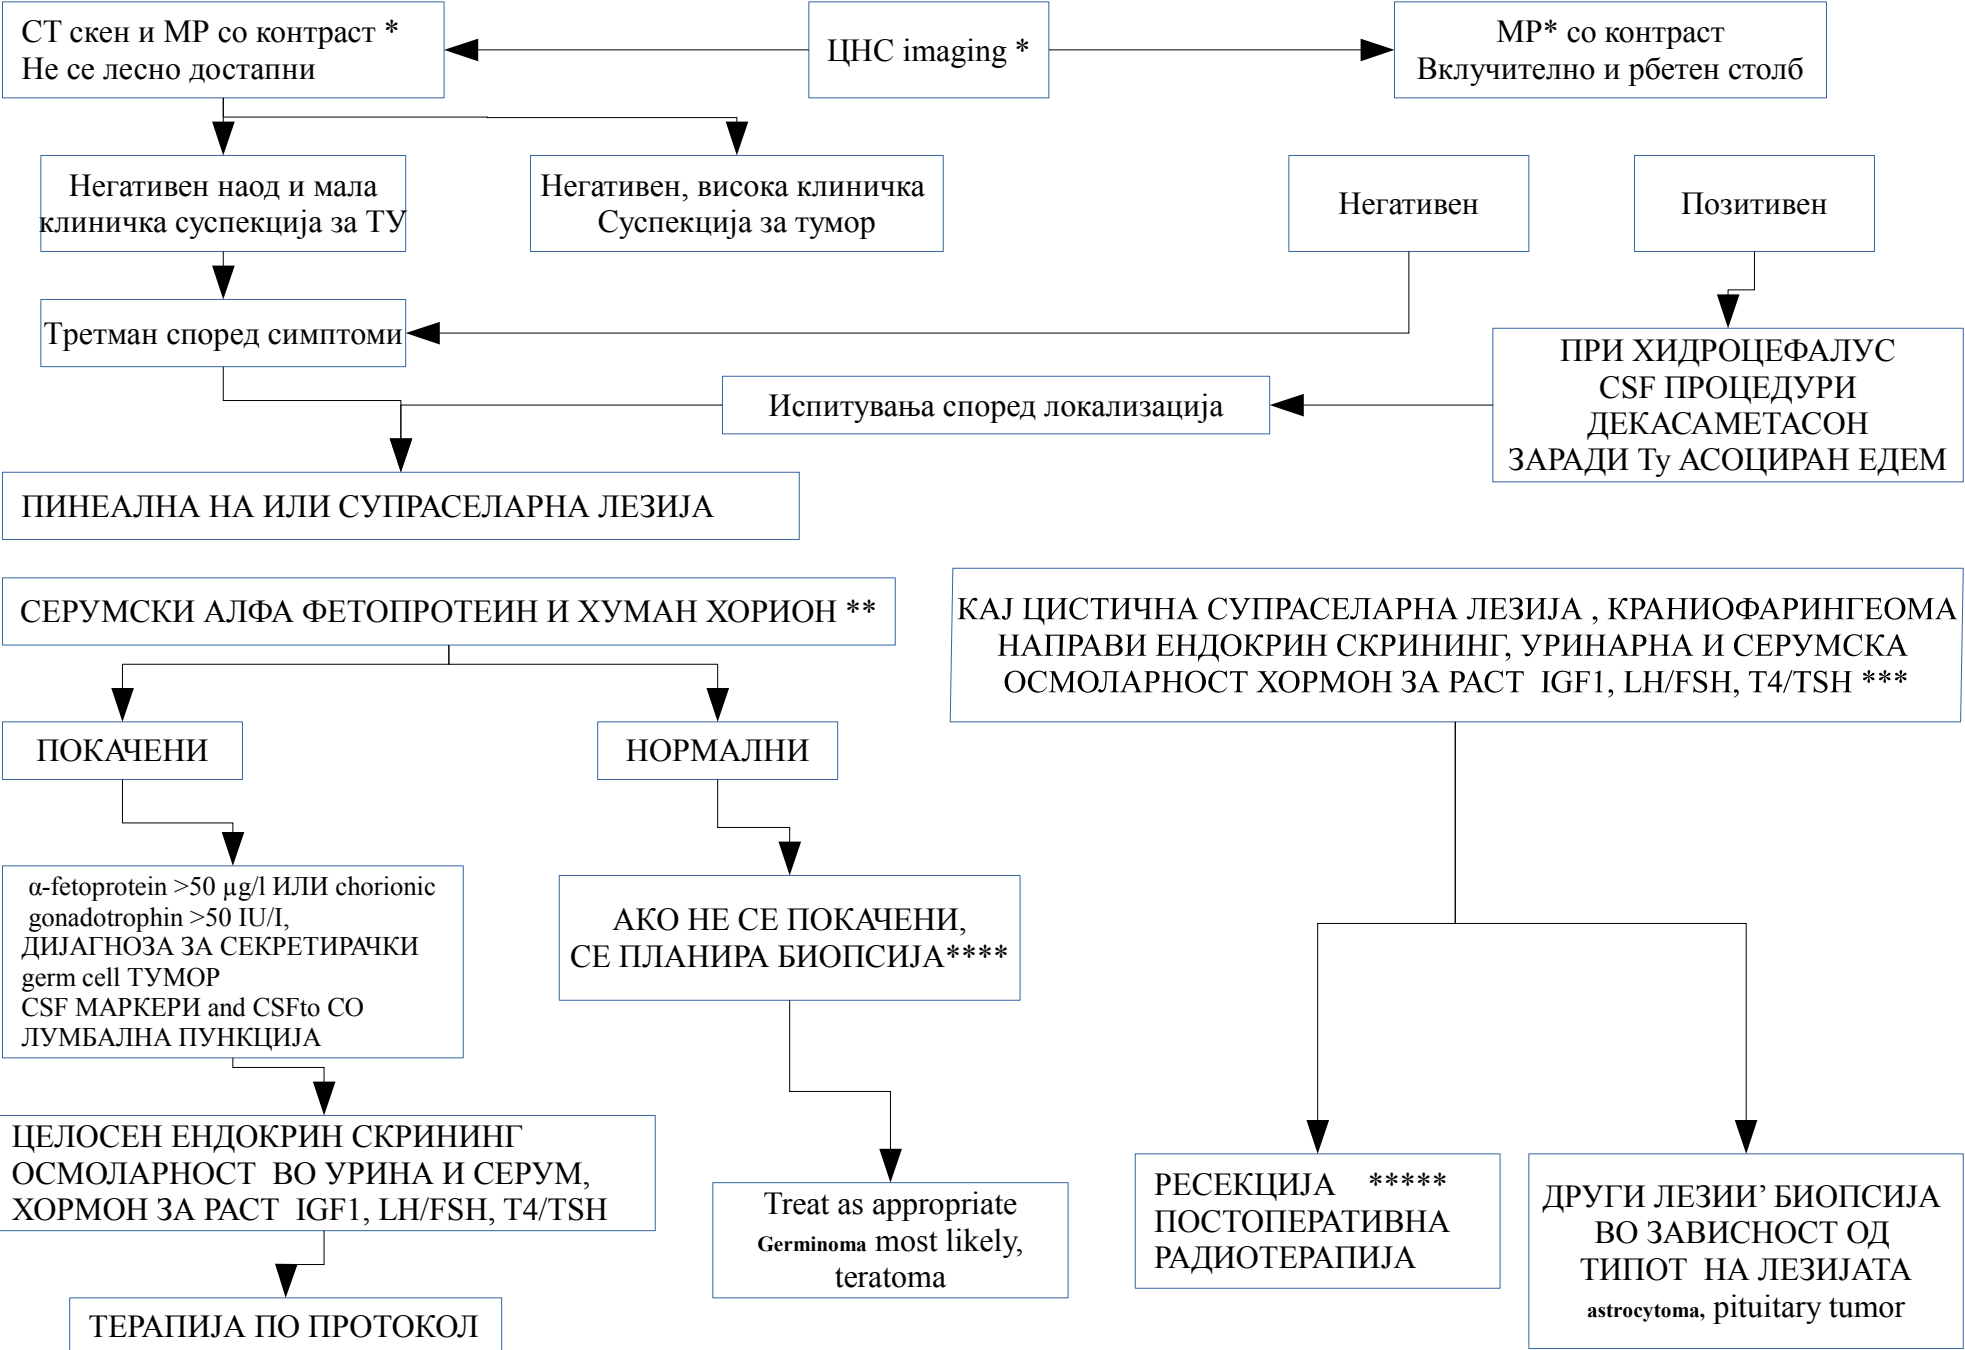 СТ скен и МР со контраст *
Не се лесно достапни
ЦНС imaging *
МР* со контраст
Вклучително и рбетен столб
Негативен наод и мала
клиничка суспекција за ТУ
Негативен, висока клиничка
Суспекција за тумор
Негативен
Позитивен
Третман според симптоми
ПРИ ХИДРОЦЕФАЛУС
CSF ПРОЦЕДУРИ
ДЕКАСАМЕТАСОН
ЗАРАДИ Ту АСОЦИРАН ЕДЕМ
Испитувања според локализација
ПИНЕАЛНА НА ИЛИ СУПРАСЕЛАРНА ЛЕЗИЈА
СЕРУМСКИ АЛФА ФЕТОПРОТЕИН И ХУМАН ХОРИОН **
КАЈ ЦИСТИЧНА СУПРАСЕЛАРНА ЛЕЗИЈА , КРАНИОФАРИНГЕОМА
НАПРАВИ ЕНДОКРИН СКРИНИНГ, УРИНАРНА И СЕРУМСКА
ОСМОЛАРНОСТ ХОРМОН ЗА РАСТ IGF1, LH/FSH, T4/TSH ***
ПОКАЧЕНИ
НОРМАЛНИ
α-fetoprotein >50 µg/l ИЛИ chorionic
gonadotrophin >50 IU/I,
ДИЈАГНОЗА ЗА СЕКРЕТИРАЧКИ
germ cell ТУМОР
CSF МАРКЕРИ and CSFto СО
ЛУМБАЛНА ПУНКЦИЈА
АКО НЕ СЕ ПОКАЧЕНИ,
СЕ ПЛАНИРА БИОПСИЈА****
ЦЕЛОСЕН ЕНДОКРИН СКРИНИНГ
ОСМОЛАРНОСТ ВО УРИНА И СЕРУМ,
ХОРМОН ЗА РАСТ IGF1, LH/FSH, T4/TSH
Treat as appropriate
Germinoma most likely,
teratoma
РЕСЕКЦИЈА *****
ПОСТОПЕРАТИВНА
РАДИОТЕРАПИЈА
ДРУГИ ЛЕЗИИ’ БИОПСИЈА
ВО ЗАВИСНОСТ ОД
ТИПОТ НА ЛЕЗИЈАТА
astrocytoma, pituitary tumor
ТЕРАПИЈА ПО ПРОТОКОЛ